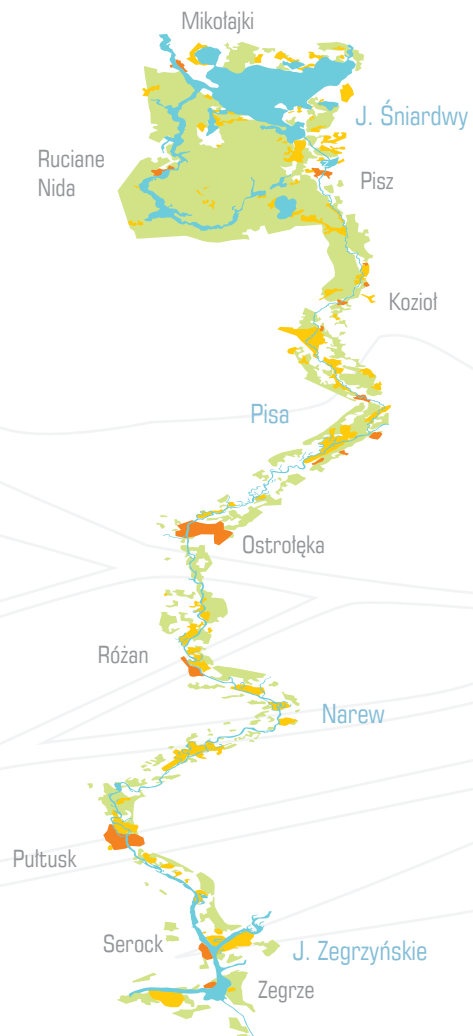 Mikołajki
J. Śniardwy
Ruciane
Nida
Pisz
Kozioł
Pisa
Ostrołęka
Różan
Narew
Pułtusk
Serock
J. Zegrzyńskie
Zegrze